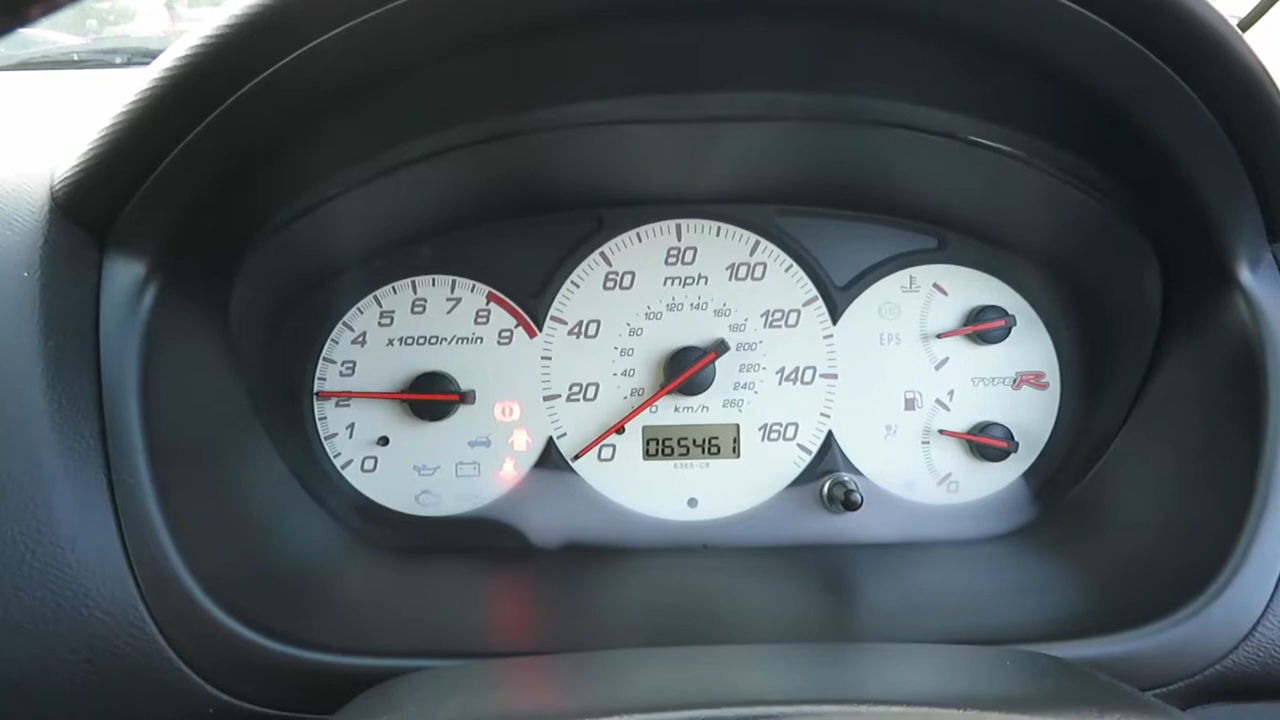 0 1 2 3 4 5 6 7 8 9
x1000r/min
0 20 40 60 80 100 120 140 160
mph
0 20 40 60 80 100 120 140 160 180 200 220 240 260
km/h
065461
EPS
TYPE R
1
0